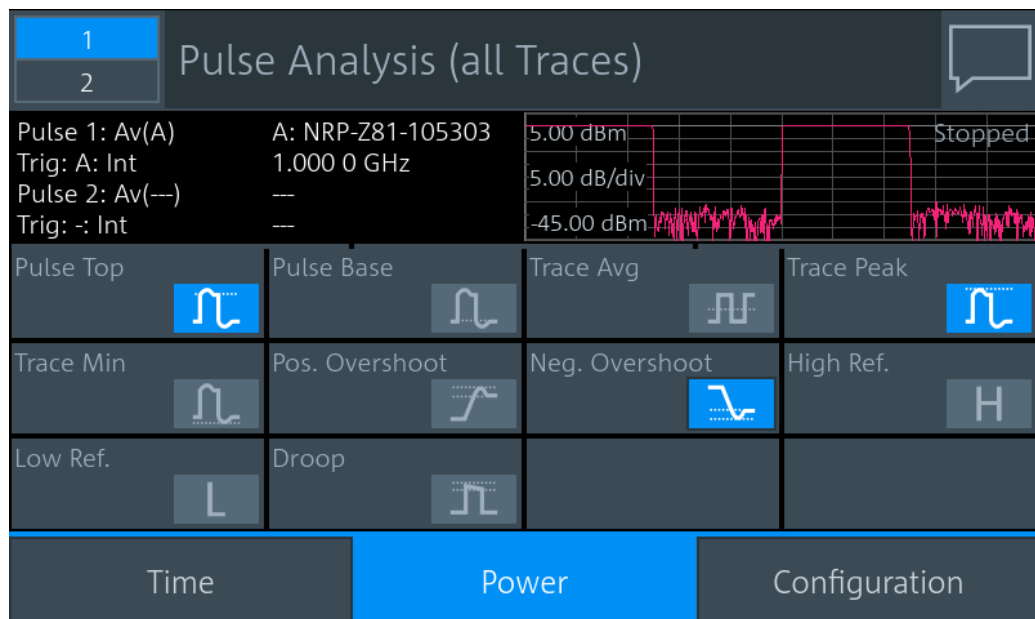 1
2
Pulse Analysis (all Traces)
Pulse 1: Av(A)
Trig: A: Int
Pulse 2: Av(---)
Trig: -: Int
A: NRP-Z81-105303
1.000 0 GHz
---
---
5.00 dBm
5.00 dB/div
-45.00 dBm
Stopped
Pulse Top
Pulse Base
Trace Avg
Trace Peak
Trace Min
Pos. Overshoot
Neg. Overshoot
High Ref.
H
Low Ref.
L
Droop
Time
Power
Configuration